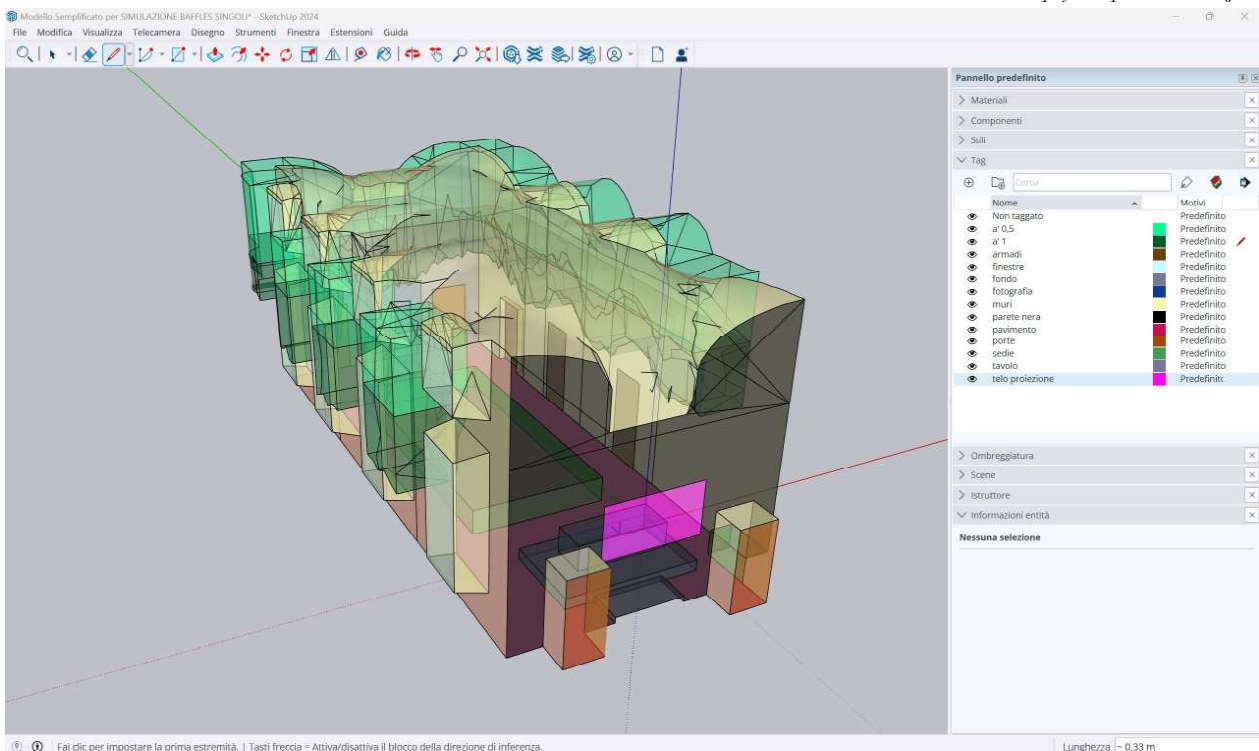 Modello Semplificato per SIMULAZIONE BAFFLES SINGOLI* - SketchUp 2024
File Modifica Visualizza Telecamera Disegno Strumenti Finestra Estensioni Guida
Pannello predefinito
Materiali
Componenti
Stili
Tag
Cerca
Nome Motivi
Non taggato Predefinito
a' 0,5 Predefinito
a' 1 Predefinito
armadi Predefinito
finestre Predefinito
fondo Predefinito
fotografia Predefinito
muri Predefinito
parete nera Predefinito
pavimento Predefinito
porte Predefinito
sedie Predefinito
tavolo Predefinito
telo proiezione Predefinitc
Ombreggiatura
Scene
Istruttore
Informazioni entità
Nessuna selezione
Fai clic per impostare la prima estremità. | Tasti freccia = Attiva/disattiva il blocco della direzione di inferenza.
Lunghezza ~ 0,33 m